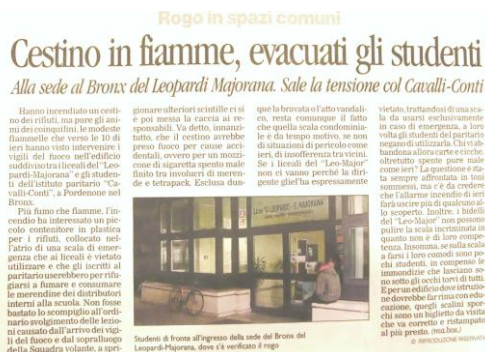 Rogo in spazi comuni
Cestino in fiamme, evacuati gli studenti
Alla sede al Bronx del Leopardi Majorana. Sale la tensione col Cavalli-Conti
Hanno incendiato un cesti-
no dei rifiuti, ma pure gli ani-
mi dei coinquilini, le modeste
fiammelle che verso le 10 di
ieri hanno visto intervenire i
vigili del fuoco nell'edificio
suddiviso tra i liceali del "Leo-
pardi-Majorana" e gli studen-
ti dell'istituto paritario "Ca-
valli-Conti", a Pordenone nel
Bronx.
Più fumo che fiamme, l'in-
cendio ha interessato un pic-
colo contenitore in plastica
per i rifiuti, collocato nel-
l'atrio di una scala di emer-
genza che ai liceali è vietato
utilizzare e che gli iscritti al
paritario userebbero per rifu-
giarsi a fumare e consumare
le merendine dei distributori
interni alla scuola. Non fosse
bastato lo scompiglio all'ordi-
nario svolgimento delle lezio-
ni causato dall'arrivo dei vigi-
li del fuoco e dal sopralluogo
della Squadra volante, a spri-
gionare ulteriori scintille ci si
è poi messa la caccia ai re-
sponsabili. Va detto, innanzi-
tutto, che il cestino avrebbe
preso fuoco per cause acci-
dentali, ovvero per un mozzi-
cone di sigaretta spento male
finito tra involucri di meren-
de e tetrapack. Esclusa dun-
que la bravata o l'atto vandali-
co, resta comunque il fatto
che quella scala condominia-
le è da tempo motivo, se non
di situazioni di pericolo come
ieri, di insofferenza tra vicini.
Se i liceali del "Leo-Major"
non ci vanno perché la diri-
gente gliel'ha espressamente
vietato, trattandosi di una sca-
la da usarsi esclusivamente
in caso di emergenza, a loro
volta gli studenti del paritario
negano di utilizzarla. Chi vi ab-
bandona allora carte e cicche,
oltretutto spente pure male
come ieri? La questione è sta-
ta sempre affrontata in toni
sommessi, ma c'è da credere
che l'allarme incendio di ieri
farà uscire più di qualcuno al-
lo scoperto. Inoltre, i bidelli
del "Leo-Major" non possono
pulire la scala incriminata in
quanto non è di loro compe-
tenza. Insomma, se sulla scala
a farsi i loro comodi sono po-
chi studenti, in compenso le
immondizie che lasciano so-
no sotto gli occhi di tutti.
E per un edificio dove istruzio-
ne dovrebbe far rima con edu-
cazione, quegli scalini spor-
chi sono un biglietto da visita
che va corretto e ristampato
al più presto. (ma.bos.)
© RIPRODUZIONE RISERVATA
Studenti di fronte all'ingresso della sede del Bronx del
Leopardi-Majorana, dove s'è verificato il rogo